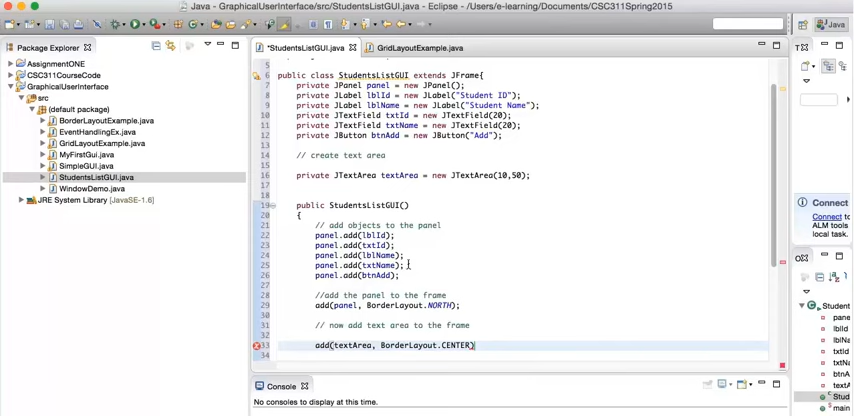 Java - GraphicalUserInterface/src/StudentsListGUI.java - Eclipse - /Users/e-learning/Documents/CSC311Spring2015
Java
Package Explorer
AssignmentONE
CSC311CourseCode
GraphicalUserInterface
src
(default package)
BorderLayoutExample.java
EventHandlingEx.java
GridLayoutExample.java
MyFirstGui.java
SimpleGUI.java
StudentsListGUI.java
WindowDemo.java
JRE System Library [JavaSE-1.6]
*StudentsListGUI.java
GridLayoutExample.java
5
6 public class StudentsListGUI extends JFrame{
7 private JPanel panel = new JPanel();
8 private JLabel lblId = new JLabel("Student ID");
9 private JLabel lblName = new JLabel("Student Name");
10 private JTextField txtId = new JTextField(20);
11 private JTextField txtName = new JTextField(20);
12 private JButton btnAdd = new JButton("Add");
13
14 // create text area
15
16 private JTextArea textArea = new JTextArea(10,50);
17
18
19 public StudentsListGUI()
20 {
21 // add objects to the panel
22 panel.add(lblId);
23 panel.add(txtId);
24 panel.add(lblName);
25 panel.add(txtName);
26 panel.add(btnAdd);
27
28 //add the panel to the frame
29 add(panel, BorderLayout.NORTH);
30
31 // now add text area to the frame
32
33 add(textArea, BorderLayout.CENTER)
34
Console
No consoles to display at this time.
Connect
Connect to
ALM tools
local task.
Studen
pane
lblId
lblNa
txtId
txtNa
btnA
textA
Stud
main